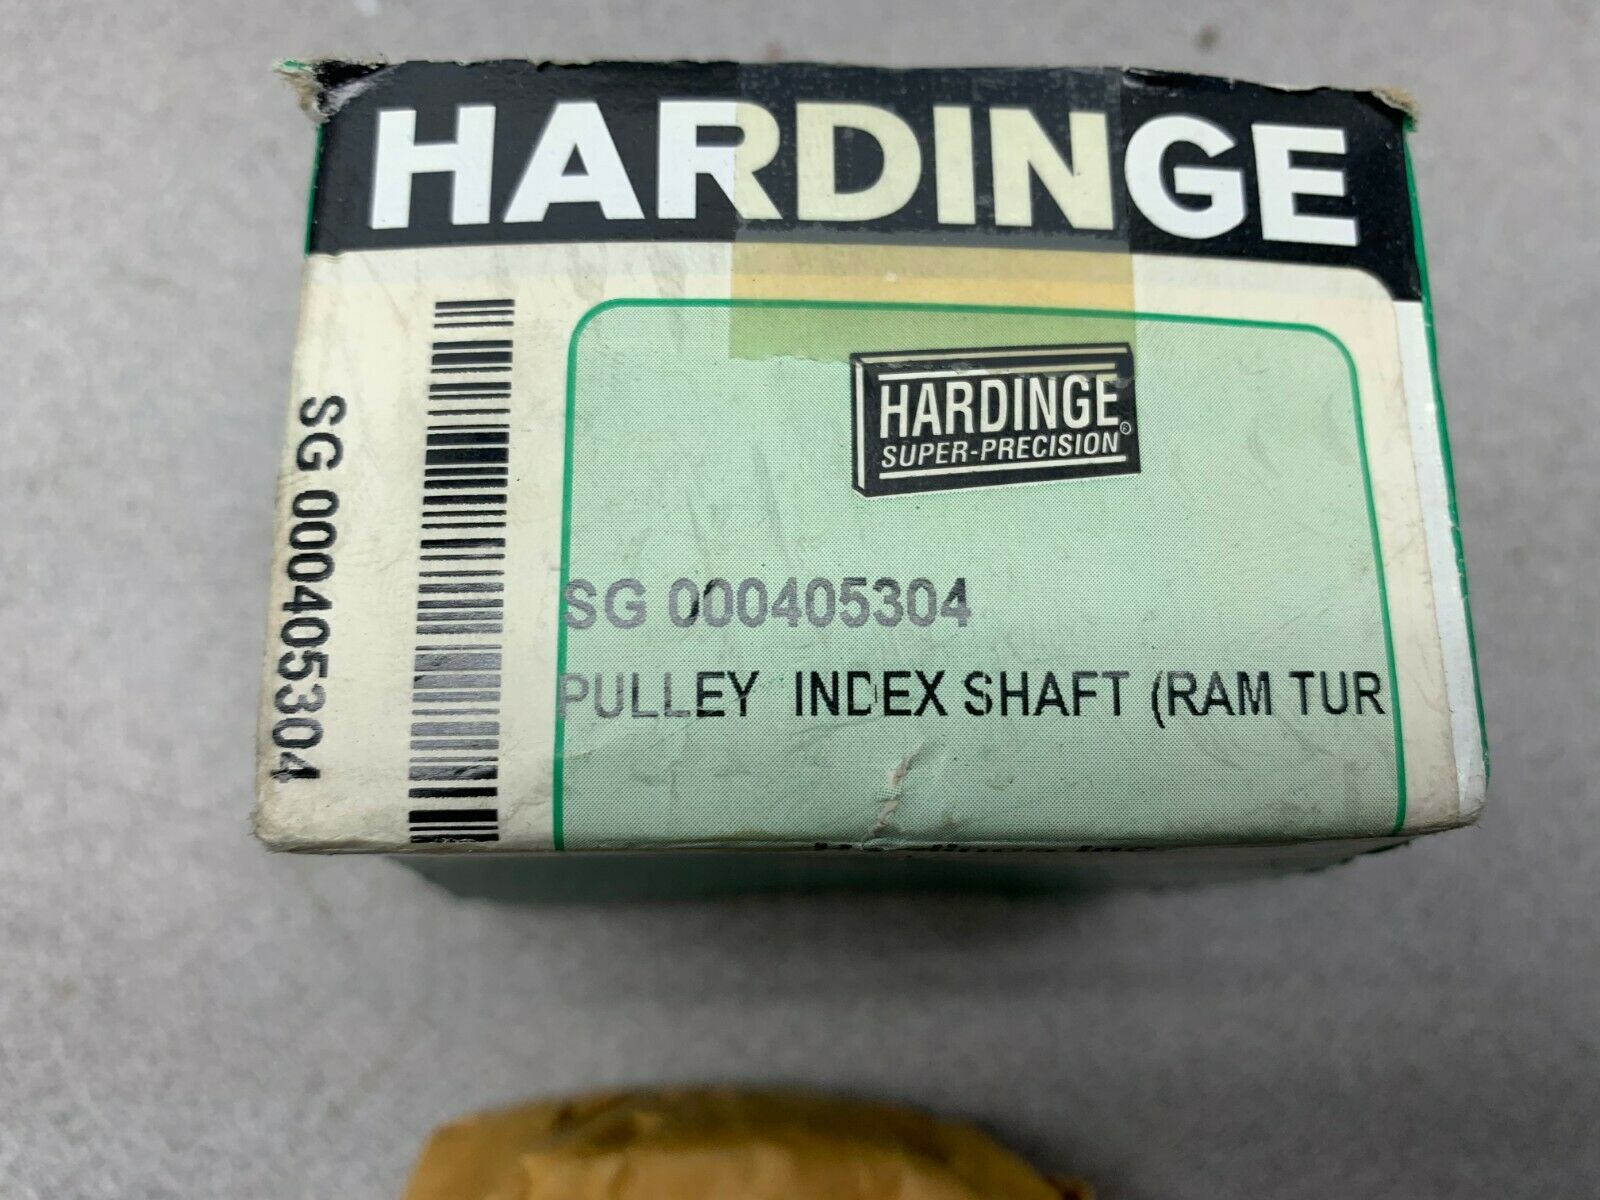 HARDINGE
HARDINGE
SUPER-PRECISION®
SG 000405304
SG 000405304
PULLEY INDEX SHAFT (RAM TUR